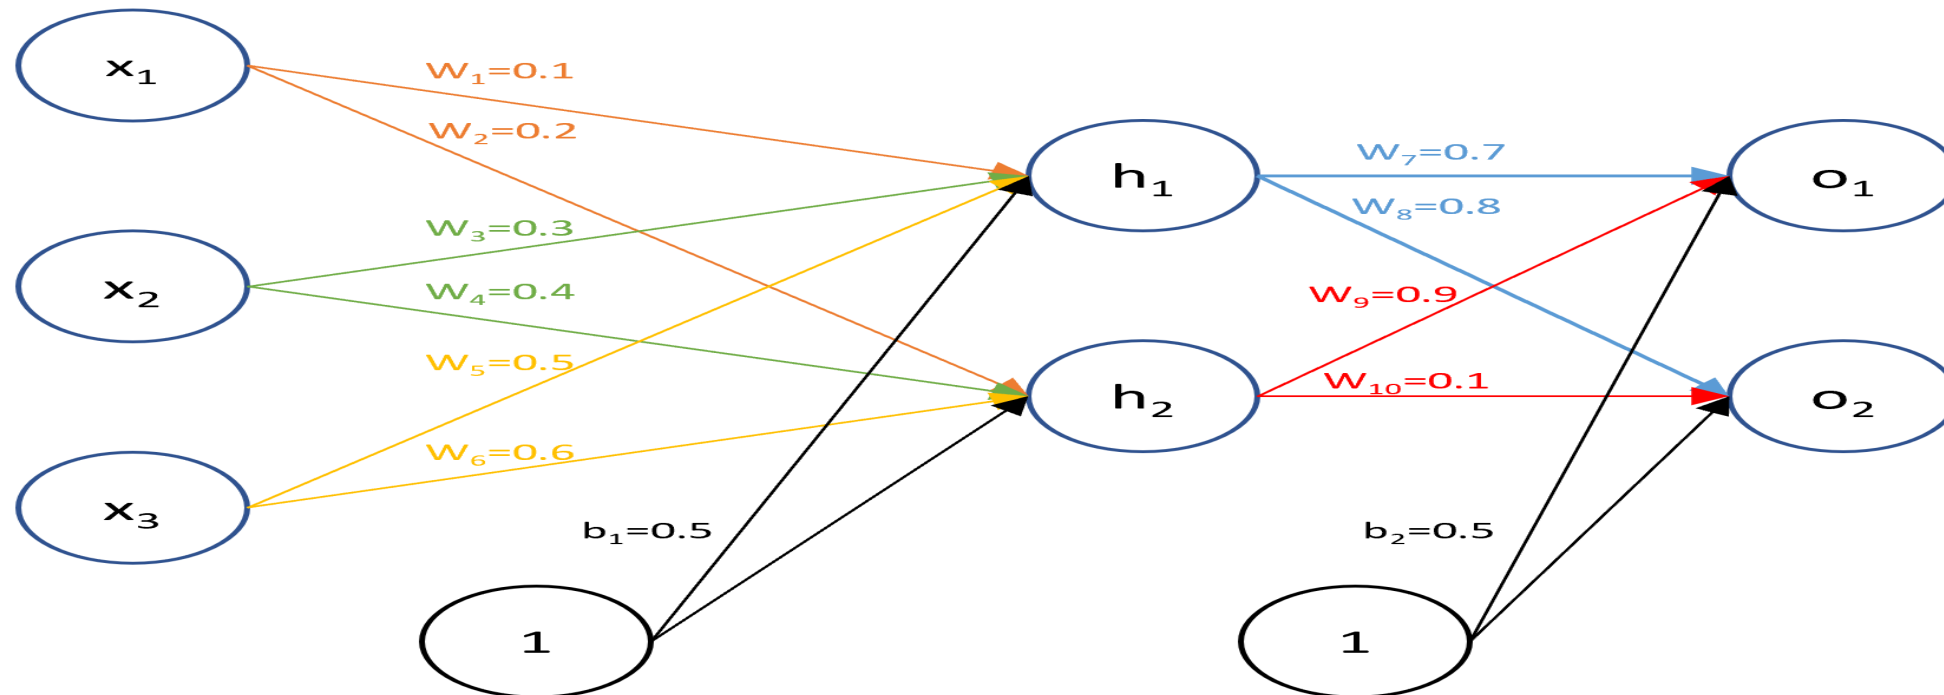 x₁
W₁=0.1
W₂=0.2
h₁
W₇=0.7
o₁
W₈=0.8
W₃=0.3
x₂
W₄=0.4
W₉=0.9
W₅=0.5
h₂
W₁₀=0.1
o₂
W₆=0.6
x₃
b₁=0.5
b₂=0.5
1
1